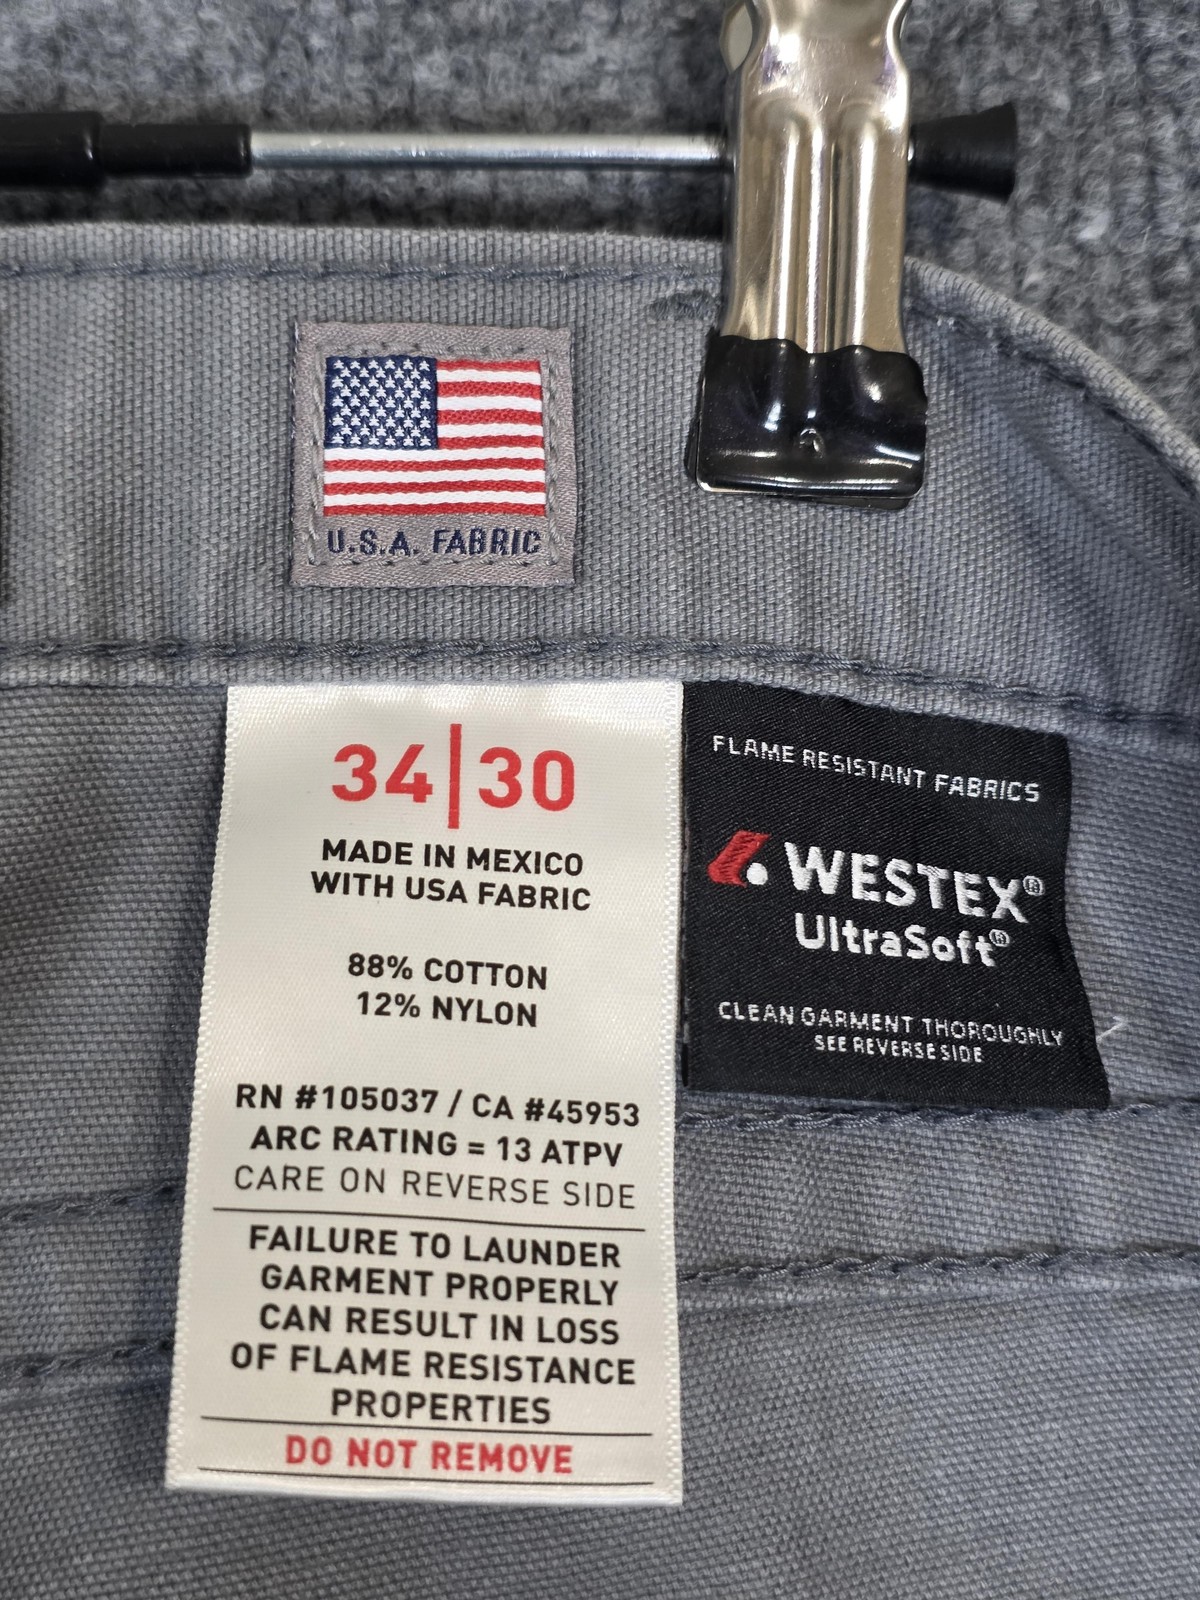 U.S.A. FABRIC
34|30
MADE IN MEXICO
WITH USA FABRIC
88% COTTON
12% NYLON
RN #105037 / CA #45953
ARC RATING = 13 ATPV
CARE ON REVERSE SIDE
FAILURE TO LAUNDER
GARMENT PROPERLY
CAN RESULT IN LOSS
OF FLAME RESISTANCE
PROPERTIES
DO NOT REMOVE
FLAME RESISTANT FABRICS
WESTEX®
UltraSoft®
CLEAN GARMENT THOROUGHLY
SEE REVERSE SIDE